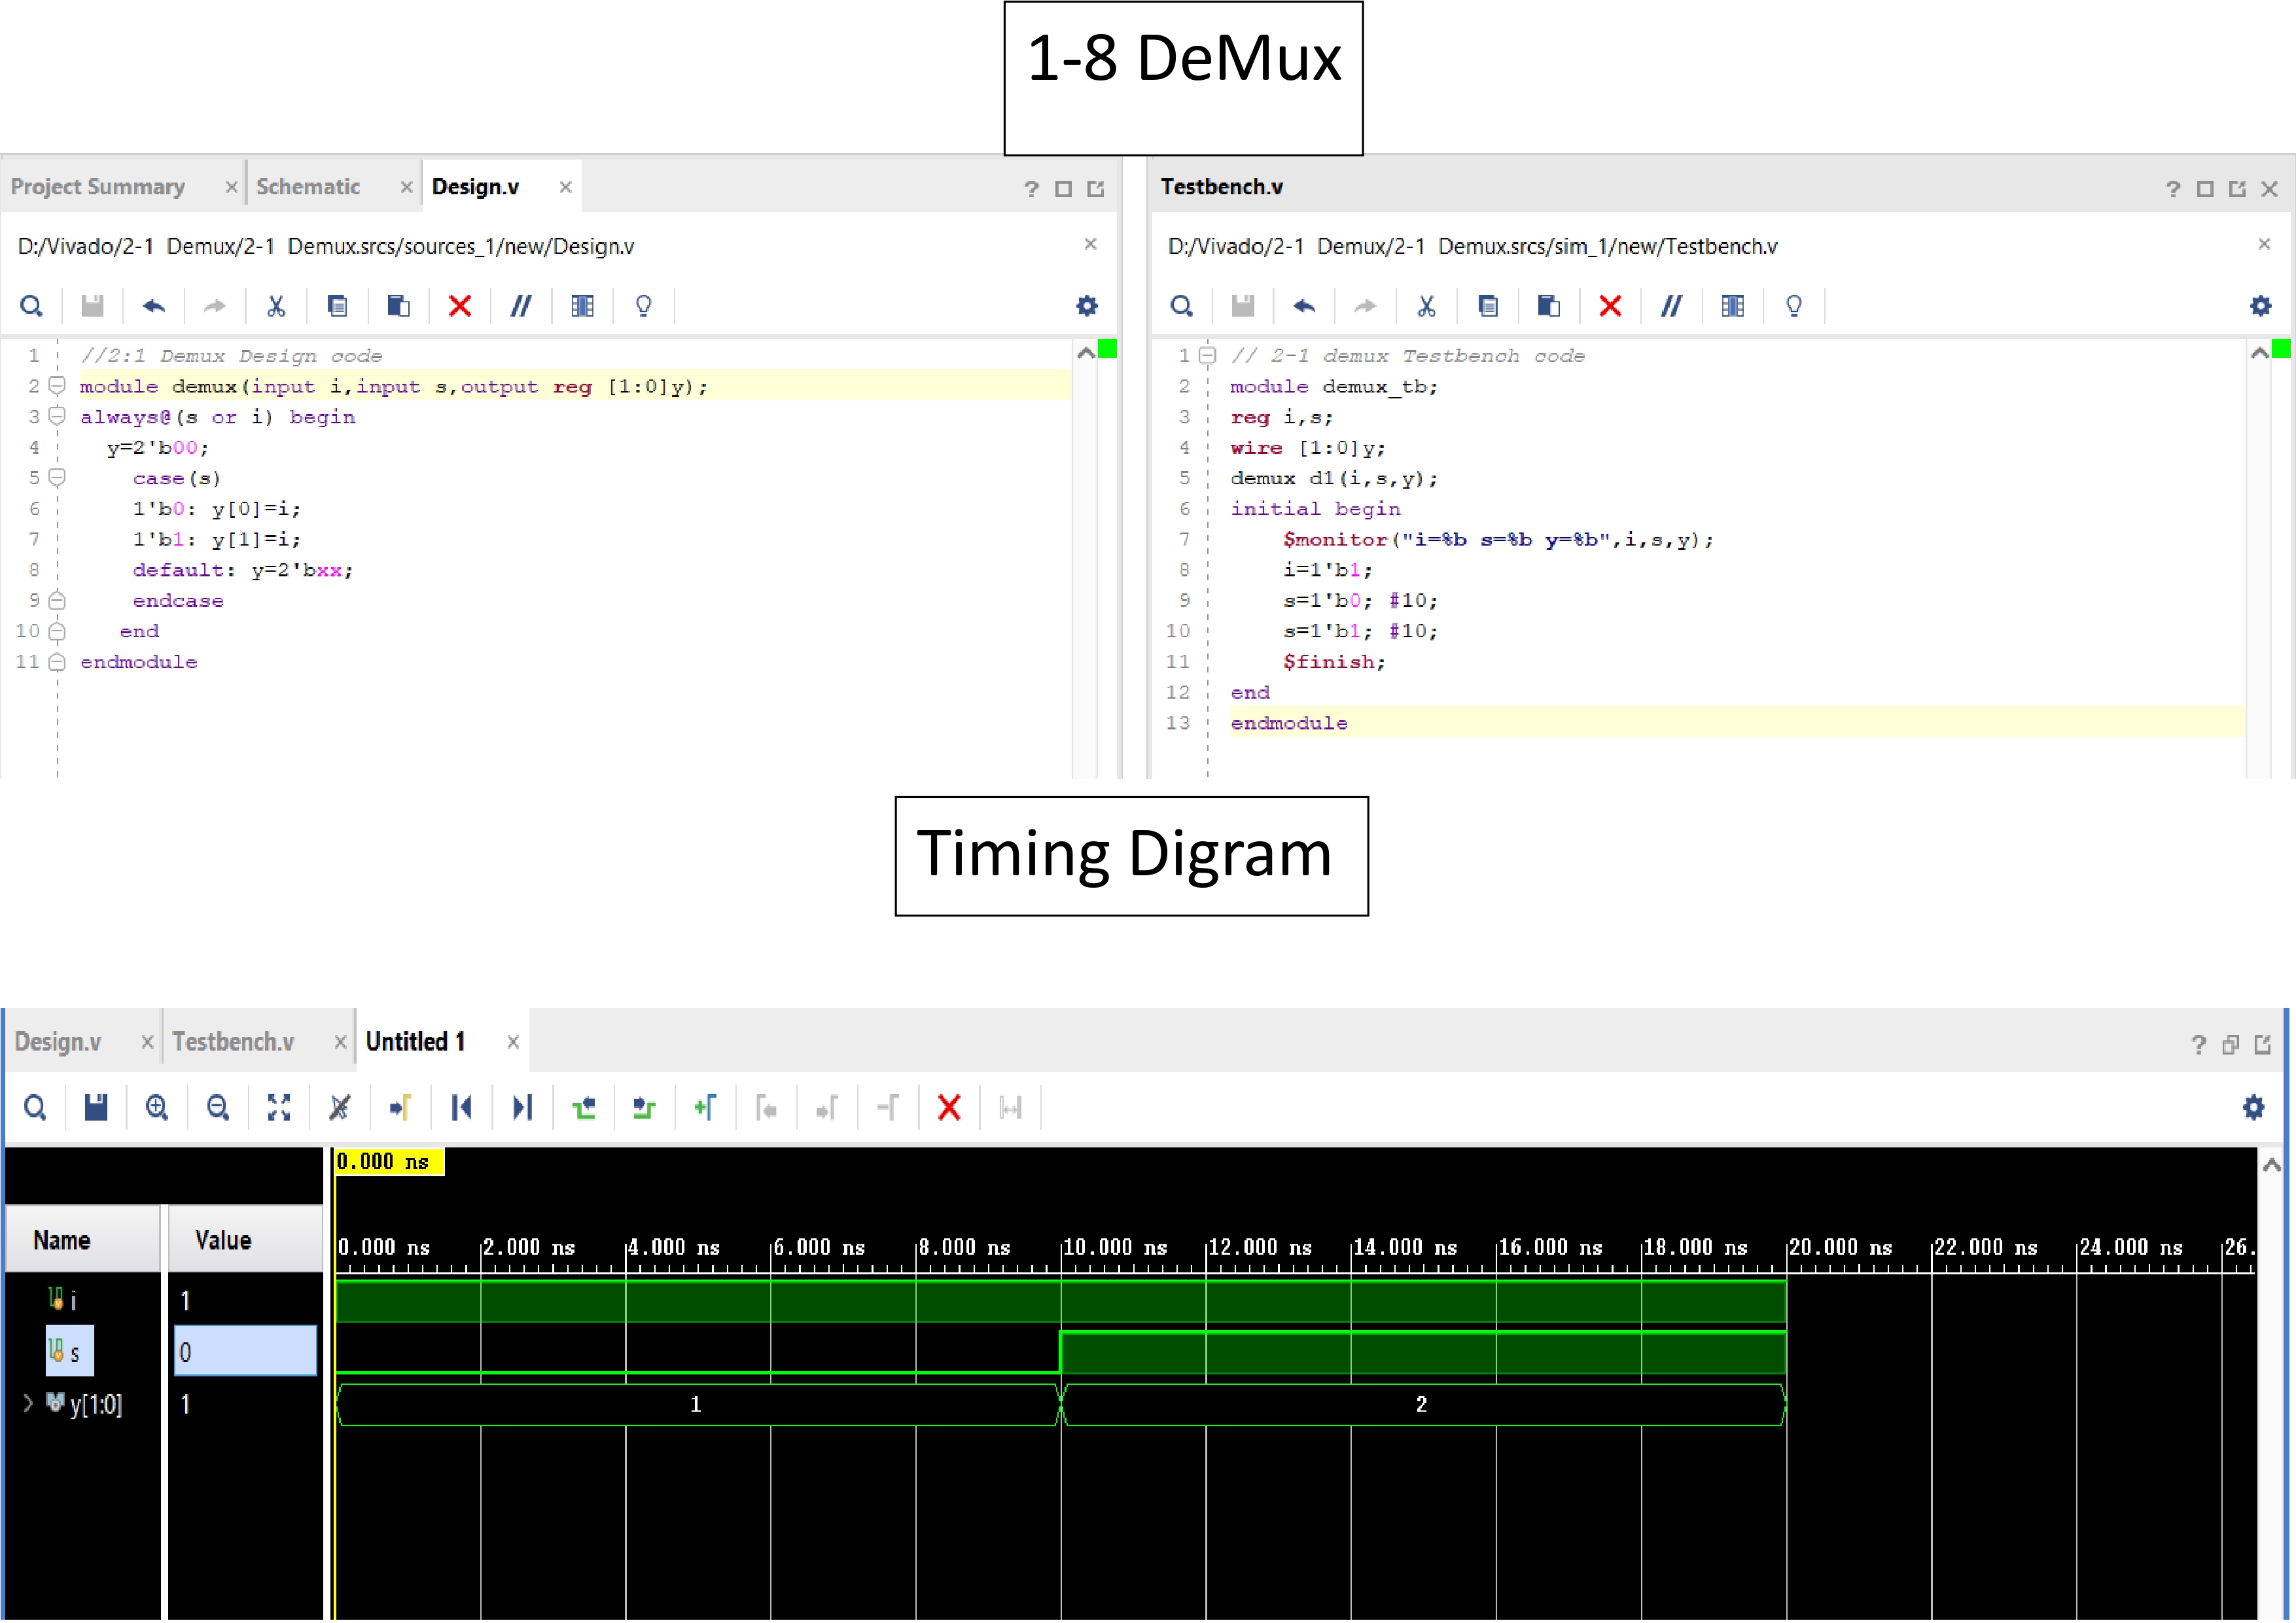 1-8 DeMux
Project Summary × Schematic × Design.v × ?
D:/Vivado/2-1 Demux/2-1 Demux.srcs/sources_1/new/Design.v ×
1 //2:1 Demux Design code
2 module demux(input i,input s,output reg [1:0]y);
3 always@(s or i) begin
4 y=2'b00;
5 case(s)
6 1'b0: y[0]=i;
7 1'b1: y[1]=i;
8 default: y=2'bxx;
9 endcase
10 end
11 endmodule
Testbench.v ?
D:/Vivado/2-1 Demux/2-1 Demux.srcs/sim_1/new/Testbench.v ×
1 // 2-1 demux Testbench code
2 module demux_tb;
3 reg i,s;
4 wire [1:0]y;
5 demux d1(i,s,y);
6 initial begin
7 $monitor("i=%b s=%b y=%b",i,s,y);
8 i=1'b1;
9 s=1'b0; #10;
10 s=1'b1; #10;
11 $finish;
12 end
13 endmodule
Timing Digram
Design.v × Testbench.v × Untitled 1 × ?
0.000 ns
Name Value 0.000 ns 2.000 ns 4.000 ns 6.000 ns 8.000 ns 10.000 ns 12.000 ns 14.000 ns 16.000 ns 18.000 ns 20.000 ns 22.000 ns 24.000 ns 26.
i 1
s 0
y[1:0] 1 1 2